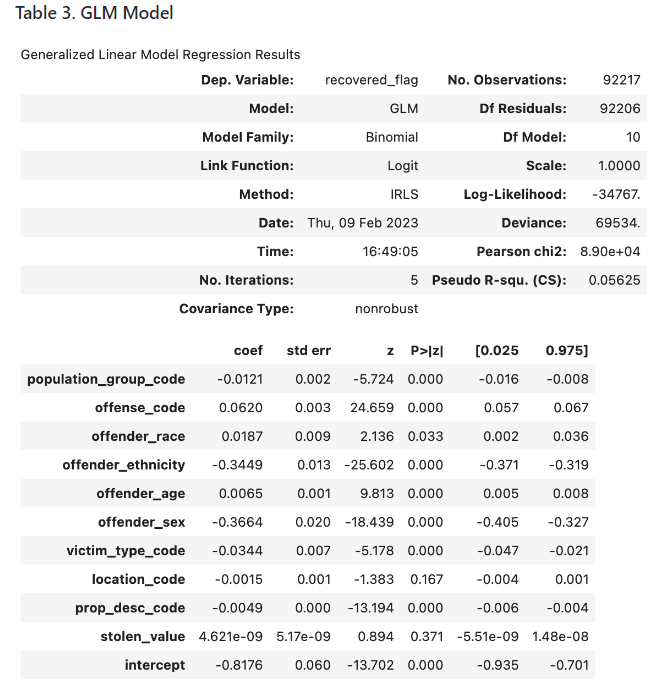 Table 3. GLM Model
Generalized Linear Model Regression Results
Dep. Variable: recovered_flag No. Observations: 92217
Model: GLM Df Residuals: 92206
Model Family: Binomial Df Model: 10
Link Function: Logit Scale: 1.0000
Method: IRLS Log-Likelihood: -34767.
Date: Thu, 09 Feb 2023 Deviance: 69534.
Time: 16:49:05 Pearson chi2: 8.90e+04
No. Iterations: 5 Pseudo R-squ. (CS): 0.05625
Covariance Type: nonrobust
coef std err z P>|z| [0.025 0.975]
population_group_code -0.0121 0.002 -5.724 0.000 -0.016 -0.008
offense_code 0.0620 0.003 24.659 0.000 0.057 0.067
offender_race 0.0187 0.009 2.136 0.033 0.002 0.036
offender_ethnicity -0.3449 0.013 -25.602 0.000 -0.371 -0.319
offender_age 0.0065 0.001 9.813 0.000 0.005 0.008
offender_sex -0.3664 0.020 -18.439 0.000 -0.405 -0.327
victim_type_code -0.0344 0.007 -5.178 0.000 -0.047 -0.021
location_code -0.0015 0.001 -1.383 0.167 -0.004 0.001
prop_desc_code -0.0049 0.000 -13.194 0.000 -0.006 -0.004
stolen_value 4.621e-09 5.17e-09 0.894 0.371 -5.51e-09 1.48e-08
intercept -0.8176 0.060 -13.702 0.000 -0.935 -0.701